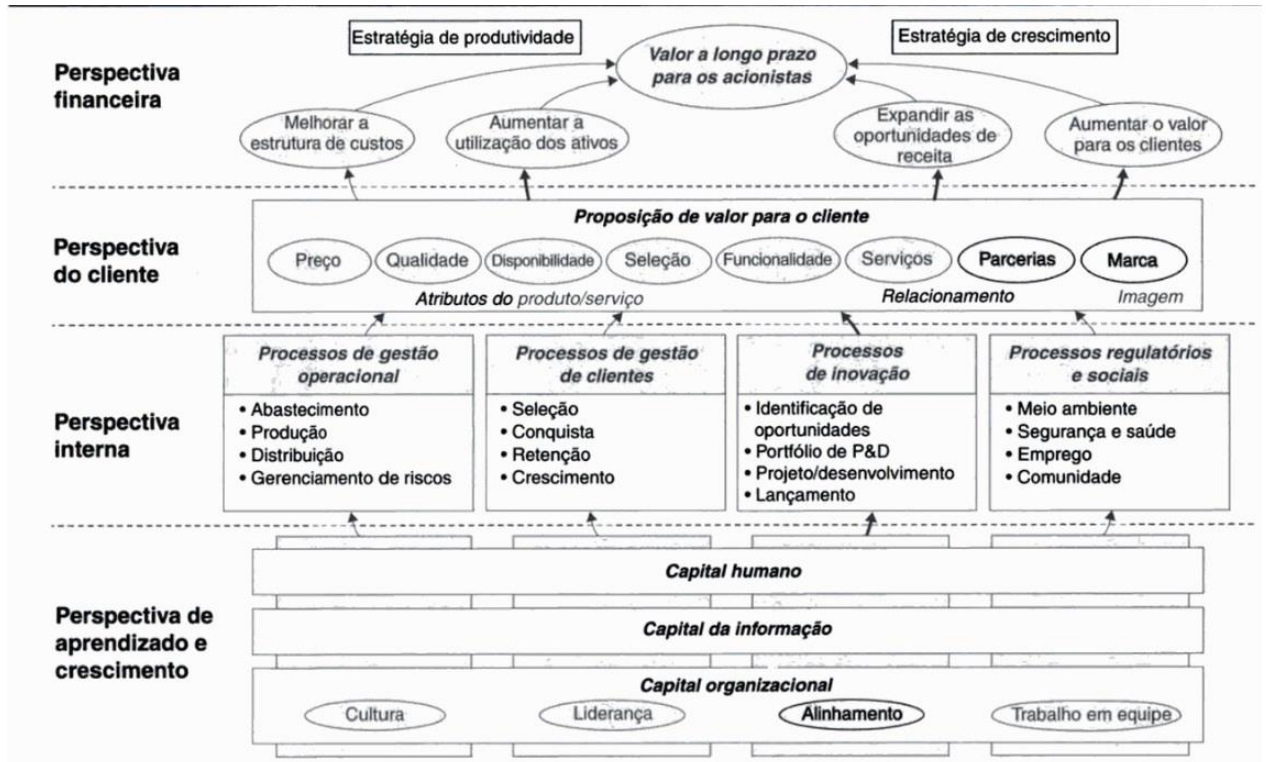 Estratégia de produtividade
Estratégia de crescimento
Valor a longo prazo
para os acionistas
Perspectiva
financeira
Melhorar a
estrutura de custos
Aumentar a
utilização dos ativos
Expandir as
oportunidades de
receita
Aumentar o valor
para os clientes
Perspectiva
do cliente
Proposição de valor para o cliente
Preço
Qualidade
Disponibilidade
Seleção
Funcionalidade
Serviços
Parcerias
Marca
Atributos do produto/serviço
Relacionamento
Imagem
Perspectiva
interna
Processos de gestão
operacional
• Abastecimento
• Produção
• Distribuição
• Gerenciamento de riscos
Processos de gestão
de clientes
• Seleção
• Conquista
• Retenção
• Crescimento
Processos
de inovação
• Identificação de
oportunidades
• Portfólio de P&D
• Projeto/desenvolvimento
• Lançamento
Processos regulatórios
e sociais
• Meio ambiente
• Segurança e saúde
• Emprego
• Comunidade
Perspectiva de
aprendizado e
crescimento
Capital humano
Capital da informação
Capital organizacional
Cultura
Liderança
Alinhamento
Trabalho em equipe